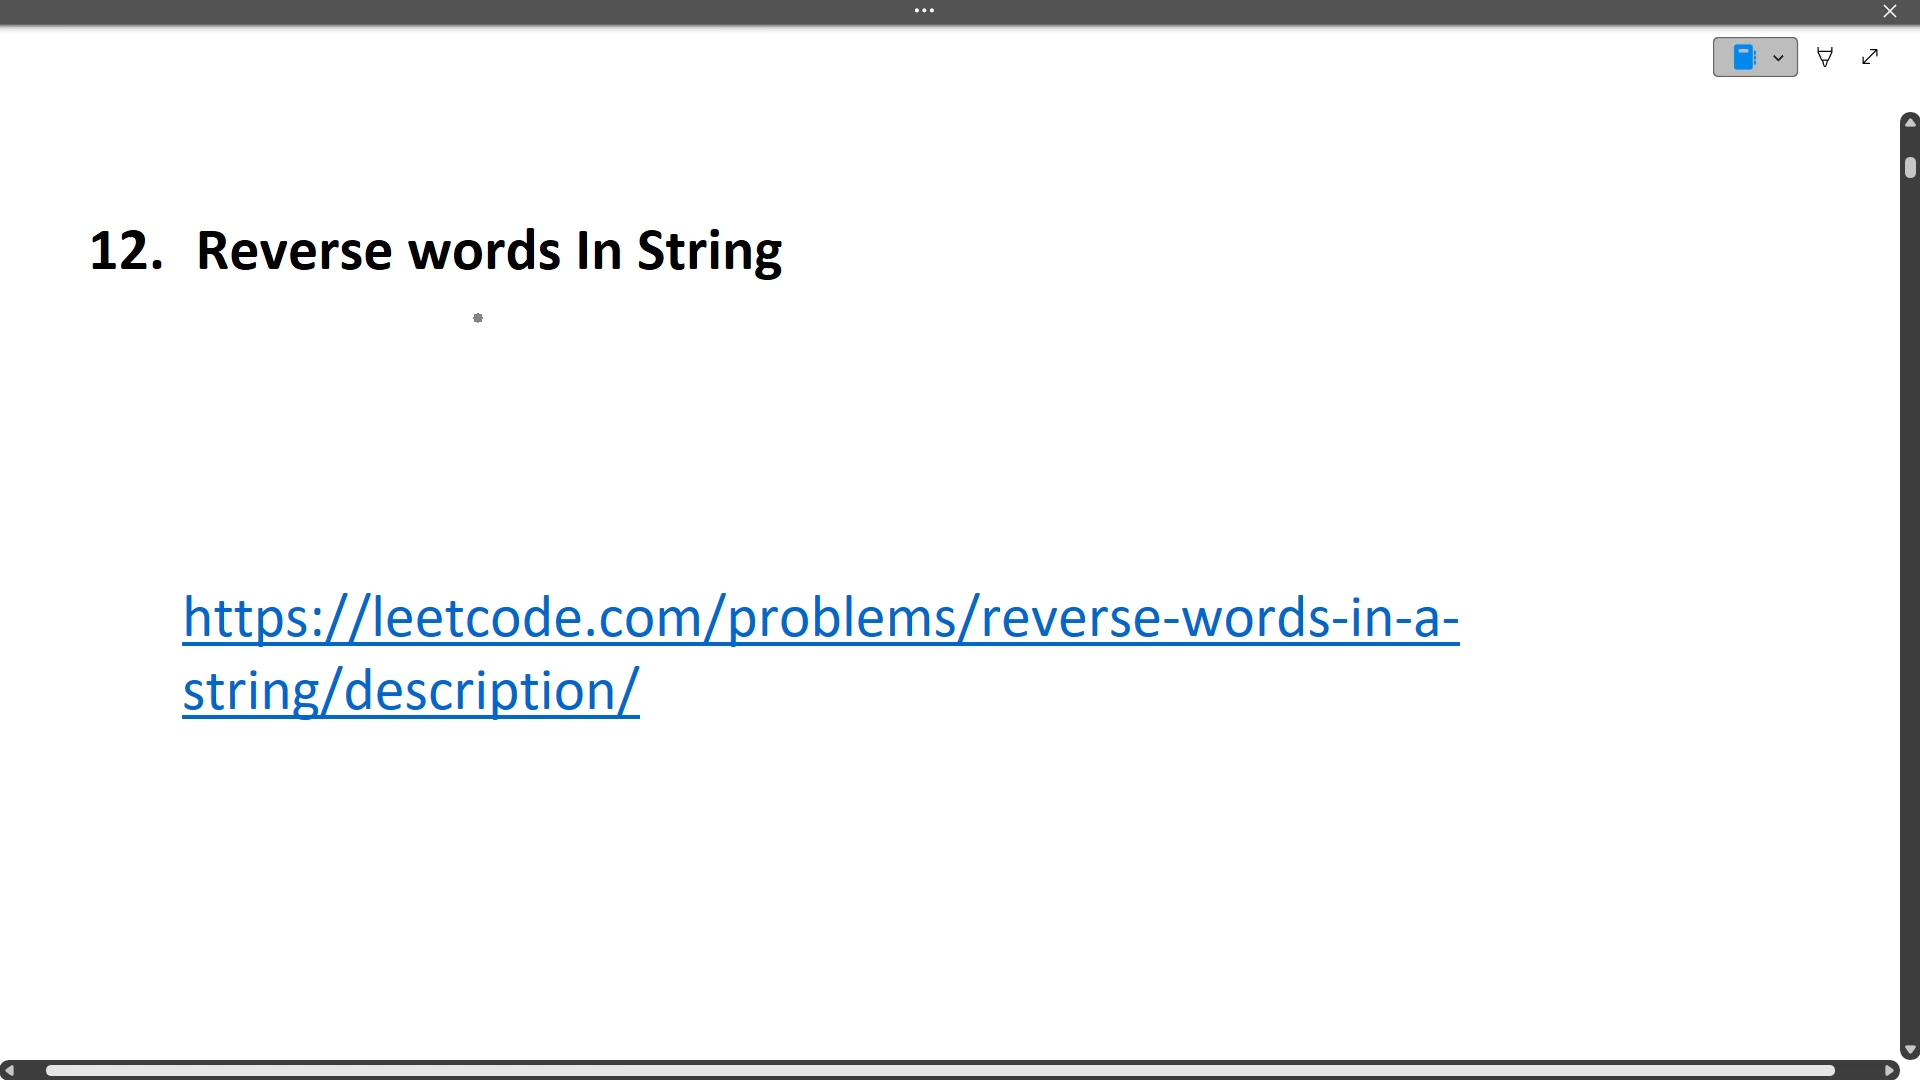 12. Reverse words In String
https://leetcode.com/problems/reverse-words-in-a-
string/description/